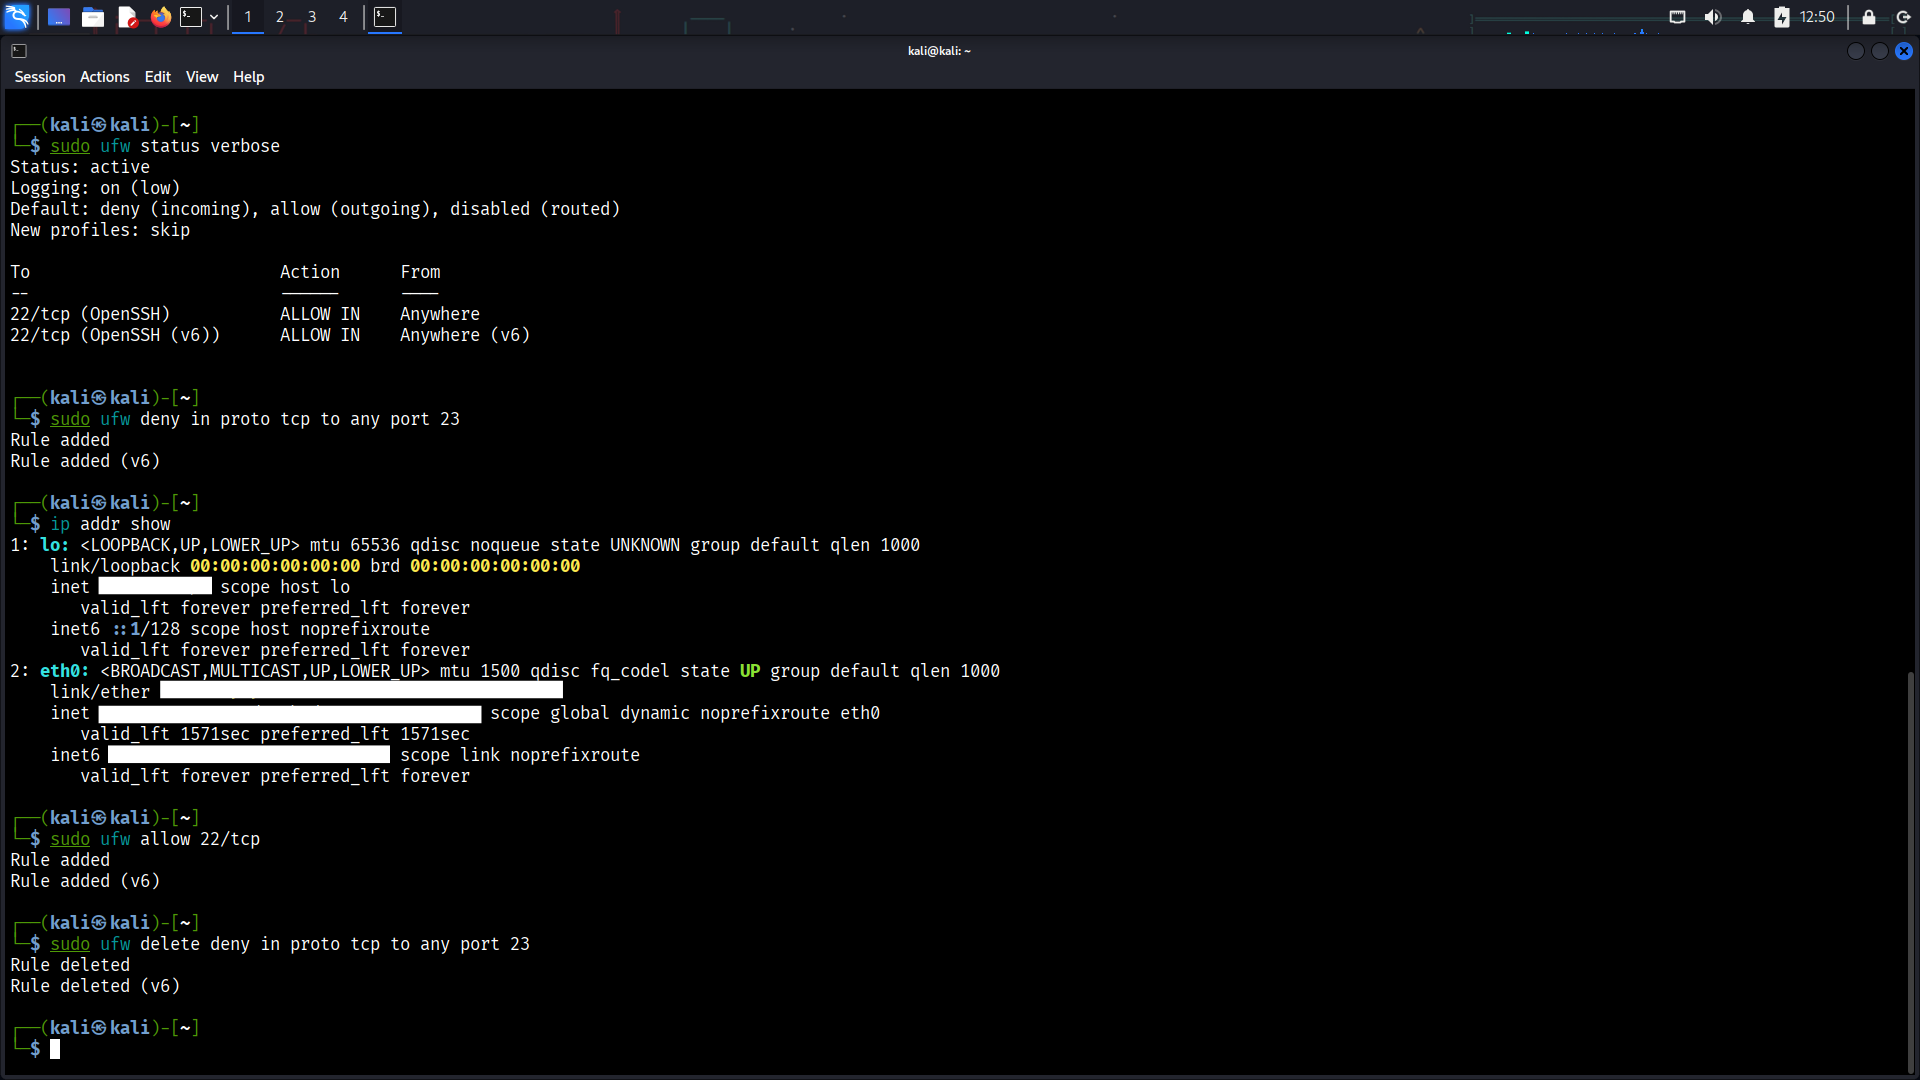 1 2 3 4 12:50
kali@kali: ~
Session Actions Edit View Help
┌──(kali㉿kali)-[~]
└─$ sudo ufw status verbose
Status: active
Logging: on (low)
Default: deny (incoming), allow (outgoing), disabled (routed)
New profiles: skip
To Action From
-- ------ ----
22/tcp (OpenSSH) ALLOW IN Anywhere
22/tcp (OpenSSH (v6)) ALLOW IN Anywhere (v6)
┌──(kali㉿kali)-[~]
└─$ sudo ufw deny in proto tcp to any port 23
Rule added
Rule added (v6)
┌──(kali㉿kali)-[~]
└─$ ip addr show
1: lo: <LOOPBACK,UP,LOWER_UP> mtu 65536 qdisc noqueue state UNKNOWN group default qlen 1000
link/loopback 00:00:00:00:00:00 brd 00:00:00:00:00:00
inet scope host lo
valid_lft forever preferred_lft forever
inet6 ::1/128 scope host noprefixroute
valid_lft forever preferred_lft forever
2: eth0: <BROADCAST,MULTICAST,UP,LOWER_UP> mtu 1500 qdisc fq_codel state UP group default qlen 1000
link/ether
inet scope global dynamic noprefixroute eth0
valid_lft 1571sec preferred_lft 1571sec
inet6 scope link noprefixroute
valid_lft forever preferred_lft forever
┌──(kali㉿kali)-[~]
└─$ sudo ufw allow 22/tcp
Rule added
Rule added (v6)
┌──(kali㉿kali)-[~]
└─$ sudo ufw delete deny in proto tcp to any port 23
Rule deleted
Rule deleted (v6)
┌──(kali㉿kali)-[~]
└─$